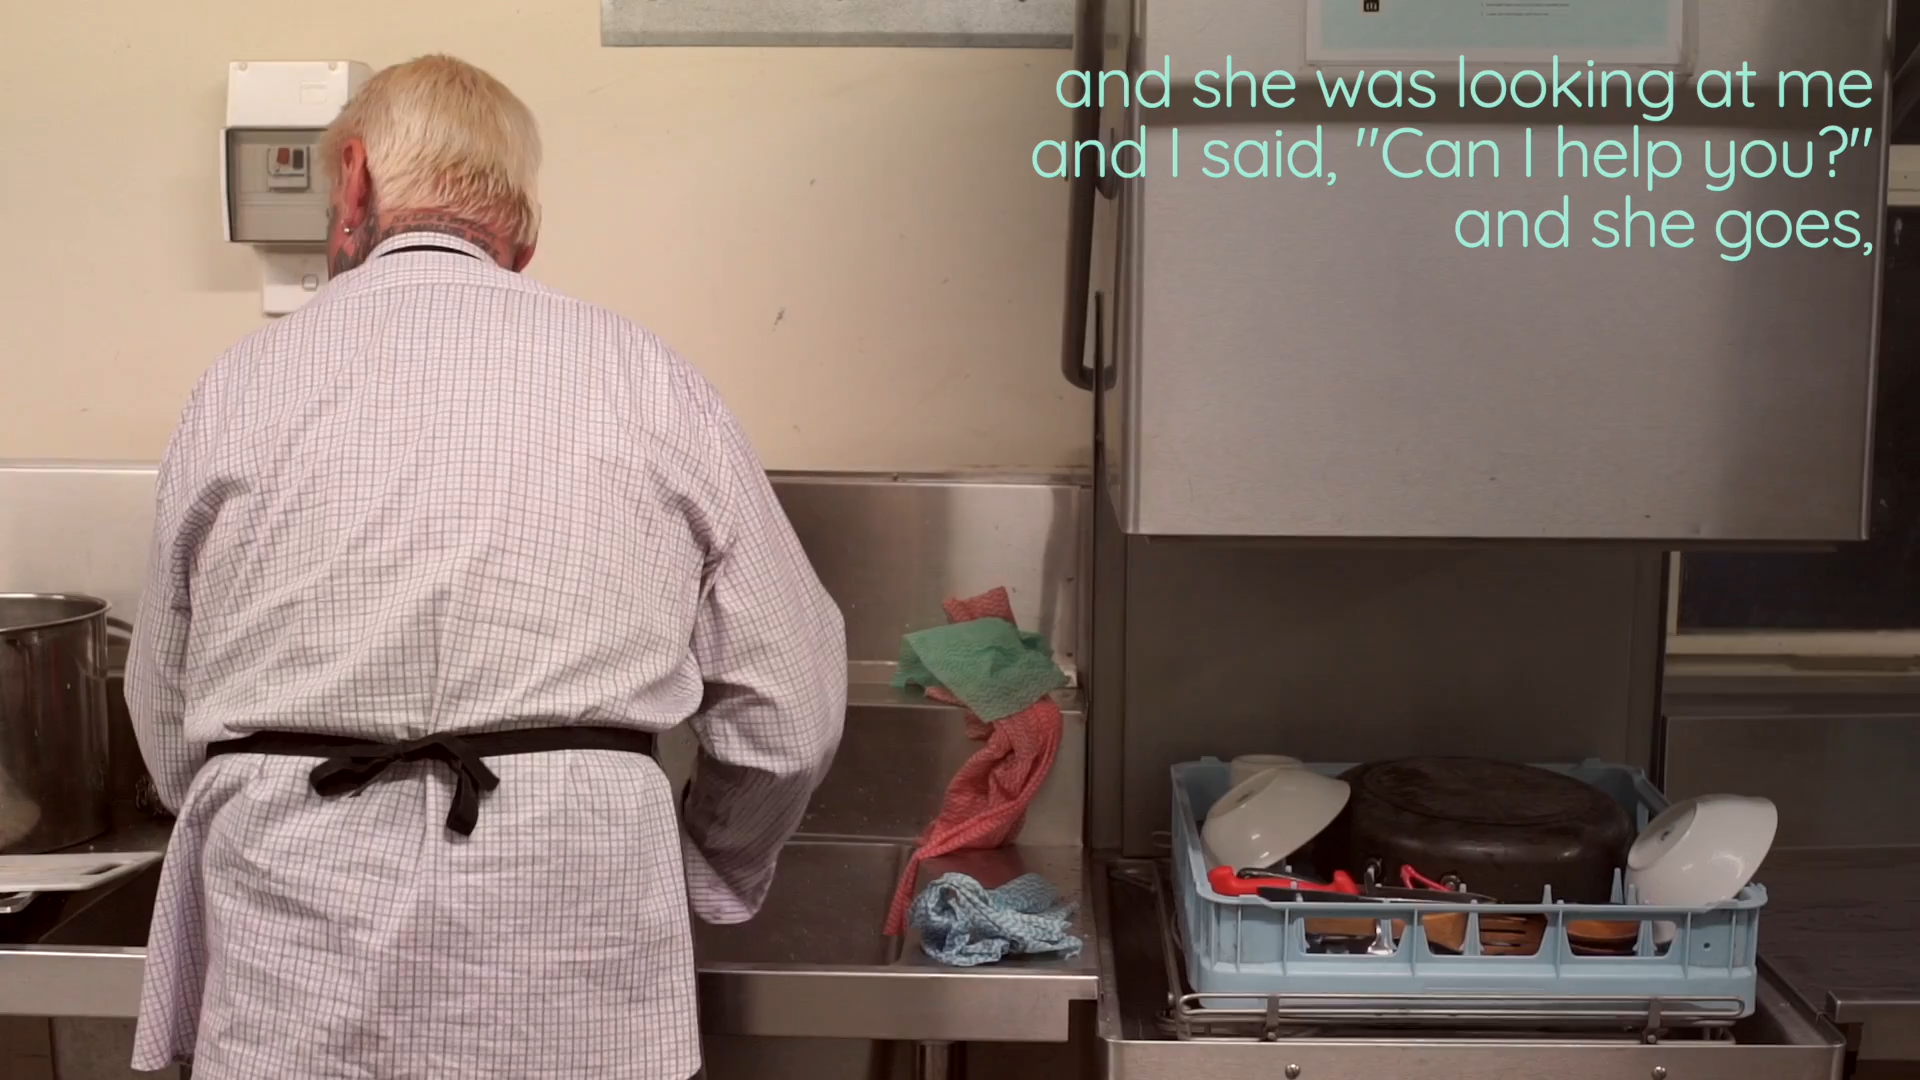 and she was looking at me
and I said, "Can I help you?"
and she goes,